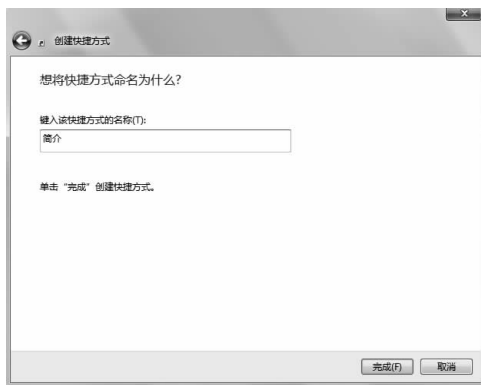 创建快捷方式
想将快捷方式命名为什么?
键入该快捷方式的名称(T):
简介
单击“完成”创建快捷方式。
完成(F)
取消